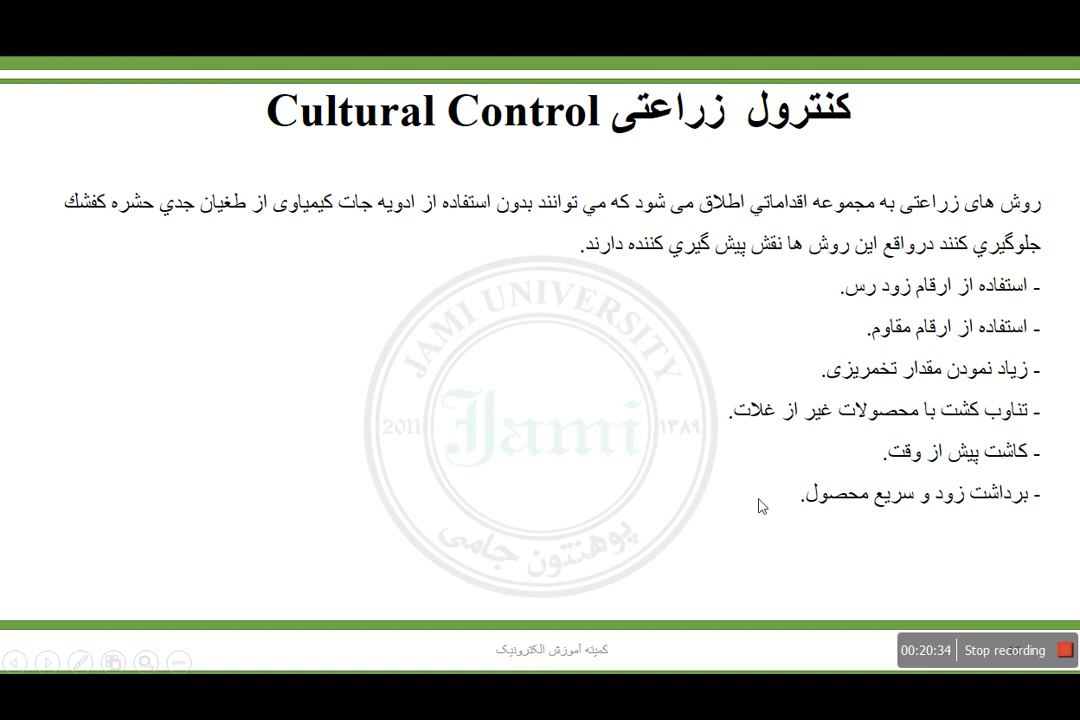 کنترول زراعتی Cultural Control
روش های زراعتی به مجموعه اقداماتي اطلاق می شود که مي توانند بدون استفاده از ادویه جات کیمیاوی از طغیان جدي حشره کفشك
جلوگیري کنند درواقع این روش ها نقش پیش گیري کننده دارند.
- استفاده از ارقام زود رس.
- استفاده از ارقام مقاوم.
- زیاد نمودن مقدار تخمریزی.
- تناوب کشت با محصولات غیر از غلات.
- کاشت پیش از وقت.
- برداشت زود و سریع محصول.
JAMI UNIVERSITY
2011
Jami
۱۳۸۹
پوهنتون جامی
کمیته آموزش الکترونیک
00:20:34
Stop recording